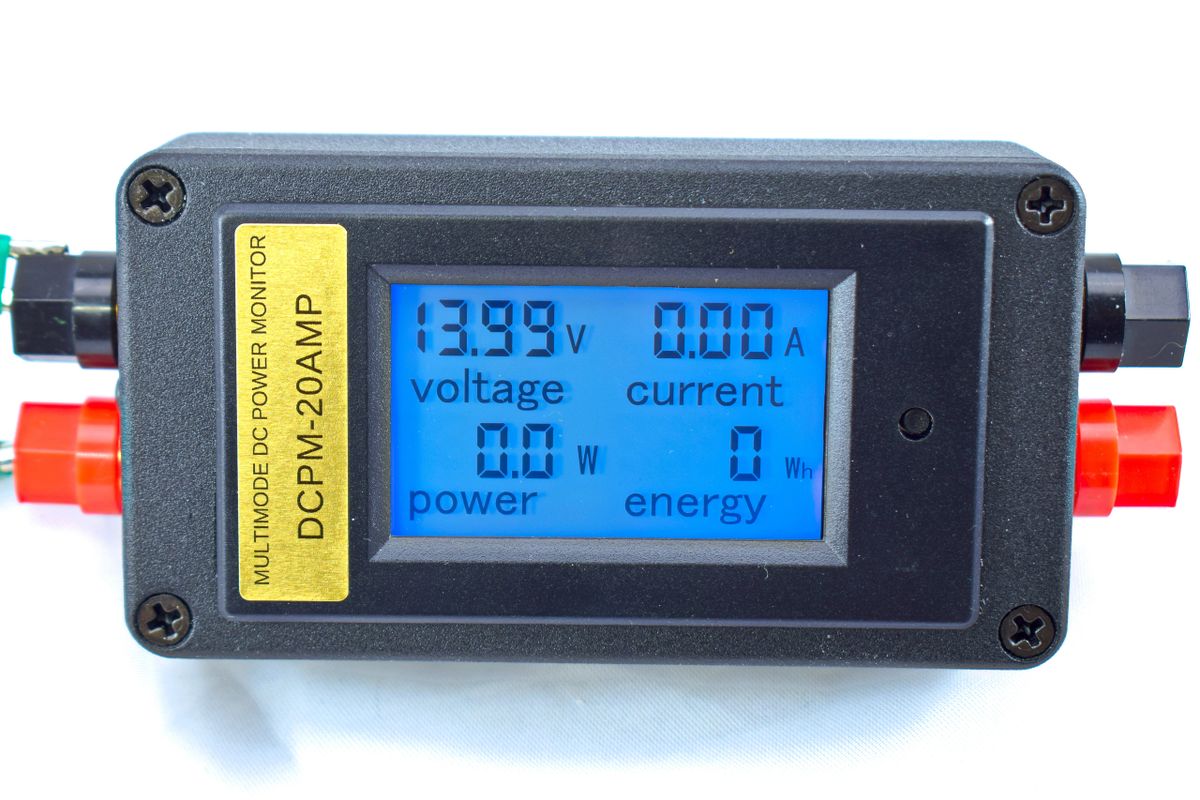 MULTIMODE DC POWER MONITOR
DCPM-20AMP
13.99 V 0.00 A
voltage current
0.0 W 0 Wh
power energy